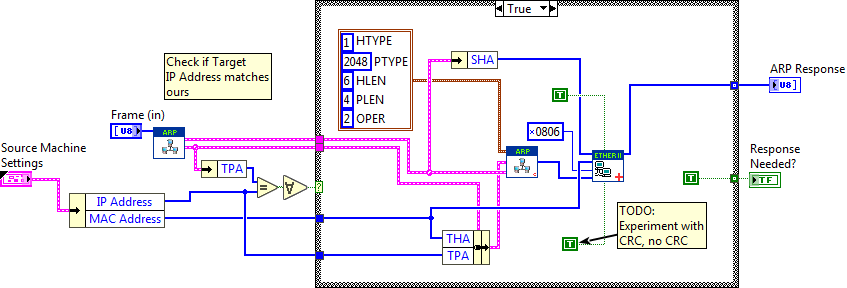 True
Check if Target
IP Address matches
ours
Frame (in)
U8
ARP
Source Machine
Settings
IP Address
MAC Address
TPA
=
∀
?
1 HTYPE
2048 PTYPE
6 HLEN
4 PLEN
2 OPER
SHA
T
x0806
ARP
ETHER II
THA
TPA
T
TODO:
Experiment with
CRC, no CRC
T
ARP Response
U8
Response
Needed?
TF